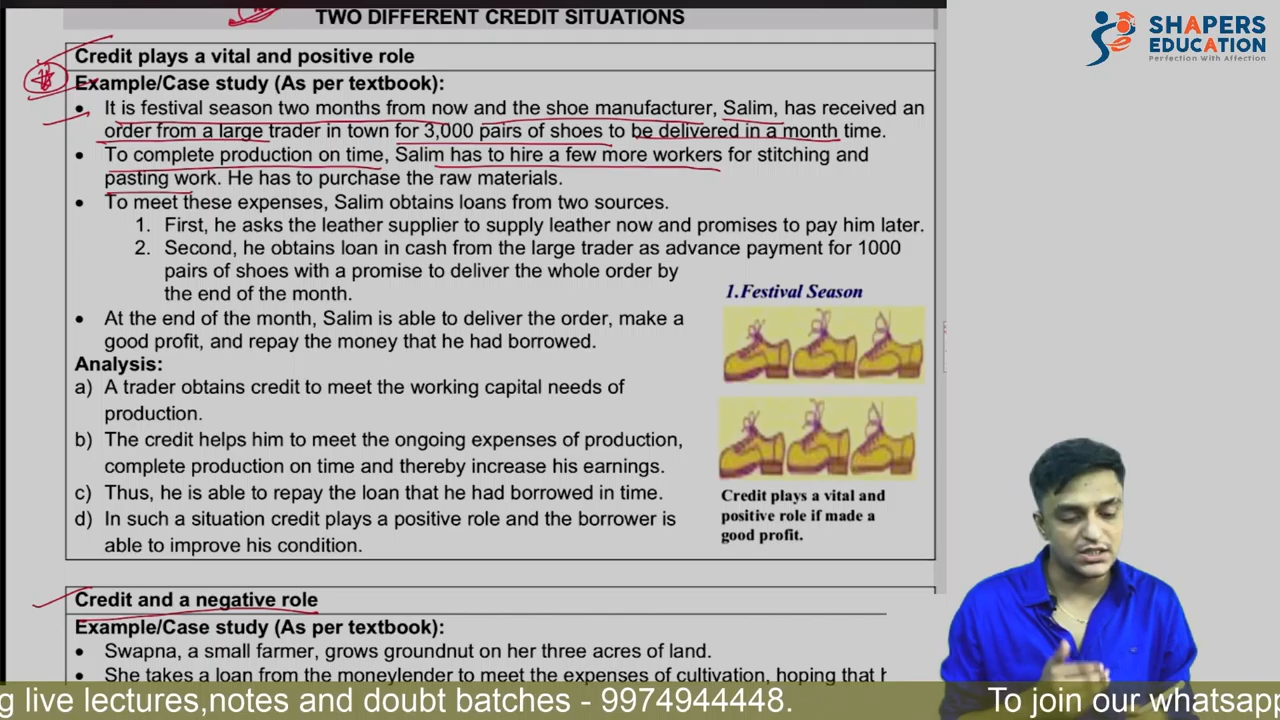 TWO DIFFERENT CREDIT SITUATIONS
SHAPERS
EDUCATION
Perfection With Affection
Credit plays a vital and positive role
Example/Case study (As per textbook):
• It is festival season two months from now and the shoe manufacturer, Salim, has received an
order from a large trader in town for 3,000 pairs of shoes to be delivered in a month time.
• To complete production on time, Salim has to hire a few more workers for stitching and
pasting work. He has to purchase the raw materials.
• To meet these expenses, Salim obtains loans from two sources.
1. First, he asks the leather supplier to supply leather now and promises to pay him later.
2. Second, he obtains loan in cash from the large trader as advance payment for 1000
pairs of shoes with a promise to deliver the whole order by
the end of the month.
• At the end of the month, Salim is able to deliver the order, make a
good profit, and repay the money that he had borrowed.
Analysis:
a) A trader obtains credit to meet the working capital needs of
production.
b) The credit helps him to meet the ongoing expenses of production,
complete production on time and thereby increase his earnings.
c) Thus, he is able to repay the loan that he had borrowed in time.
d) In such a situation credit plays a positive role and the borrower is
able to improve his condition.
1.Festival Season
Credit plays a vital and
positive role if made a
good profit.
Credit and a negative role
Example/Case study (As per textbook):
• Swapna, a small farmer, grows groundnut on her three acres of land.
• She takes a loan from the moneylender to meet the expenses of cultivation, hoping that h
g live lectures,notes and doubt batches - 9974944448. To join our whatsapp